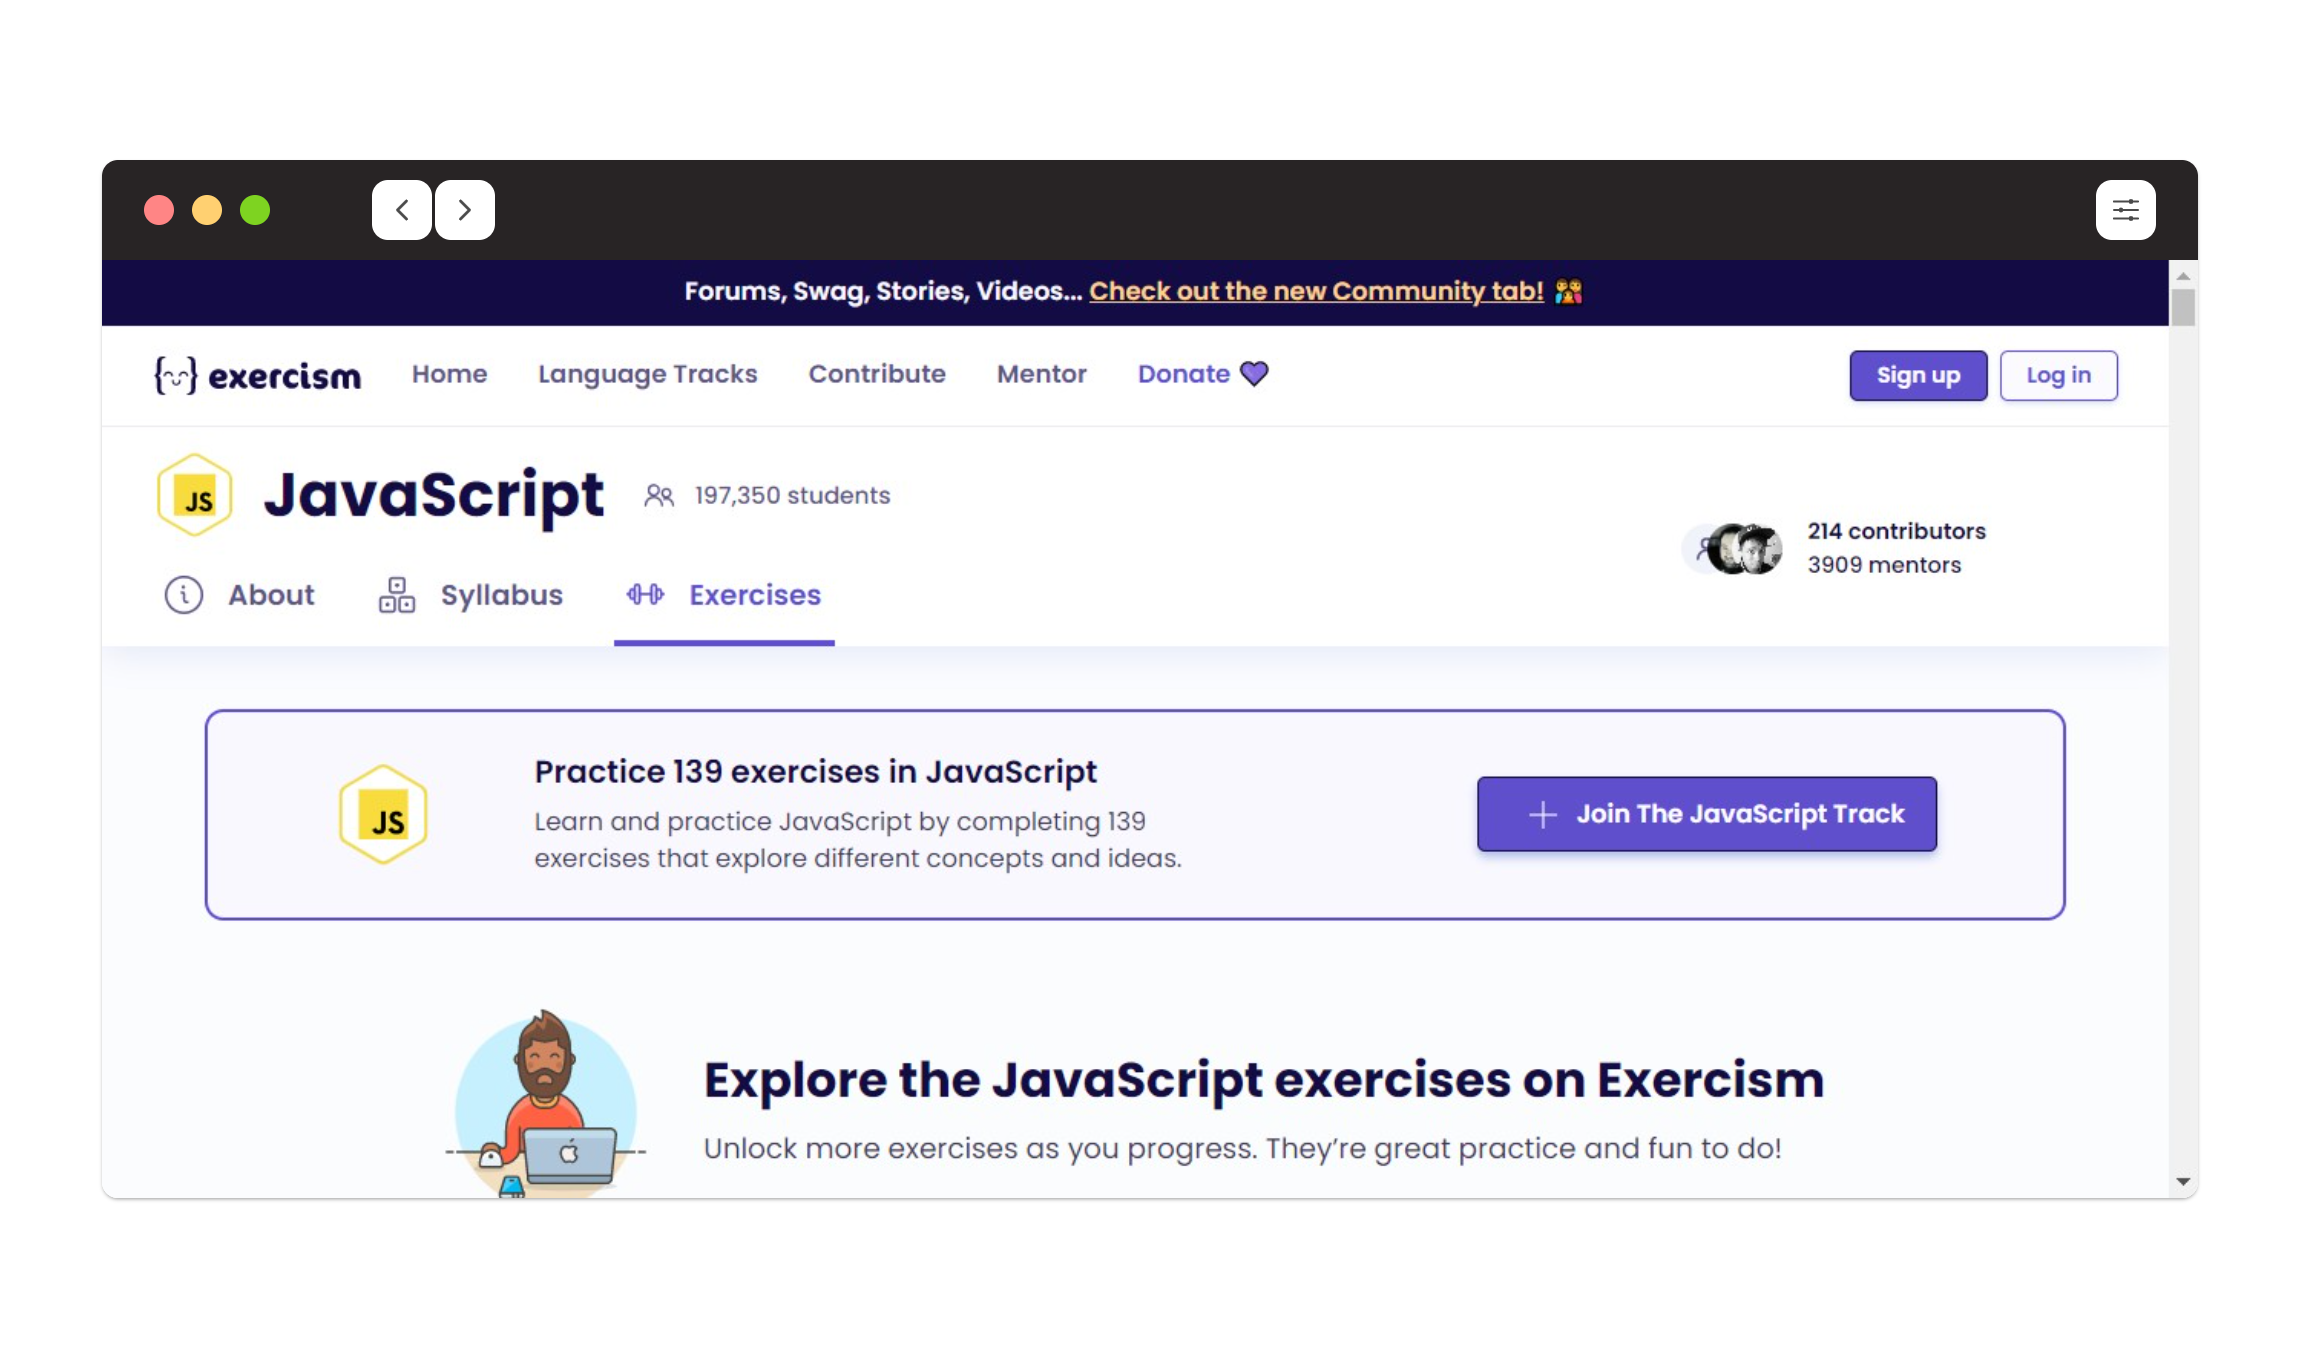 Forums, Swag, Stories, Videos... Check out the new Community tab!
exercism Home Language Tracks Contribute Mentor Donate Sign up Log in
JS JavaScript 197,350 students
214 contributors
3909 mentors
About Syllabus Exercises
Practice 139 exercises in JavaScript
JS
Learn and practice JavaScript by completing 139
exercises that explore different concepts and ideas.
Join The JavaScript Track
Explore the JavaScript exercises on Exercism
Unlock more exercises as you progress. They’re great practice and fun to do!